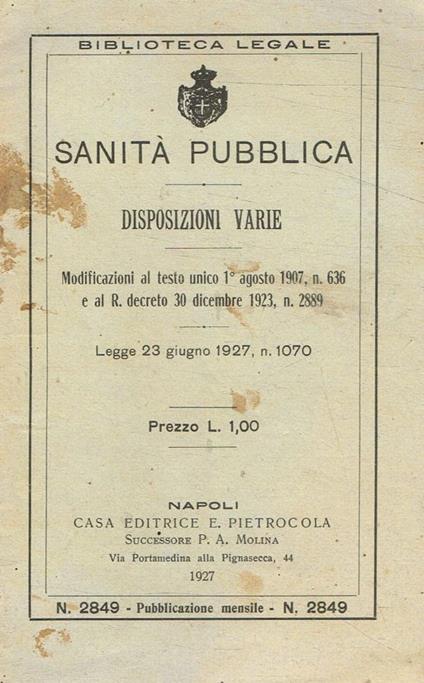 BIBLIOTECA LEGALE
SANITÀ PUBBLICA
DISPOSIZIONI VARIE
Modificazioni al testo unico 1° agosto 1907, n. 636
e al R. decreto 30 dicembre 1923, n. 2889
Legge 23 giugno 1927, n. 1070
Prezzo L. 1,00
NAPOLI
CASA EDITRICE E. PIETROCOLA
SUCCESSORE P. A. MOLINA
Via Portamedina alla Pignasecca, 44
1927
N. 2849 - Pubblicazione mensile - N. 2849